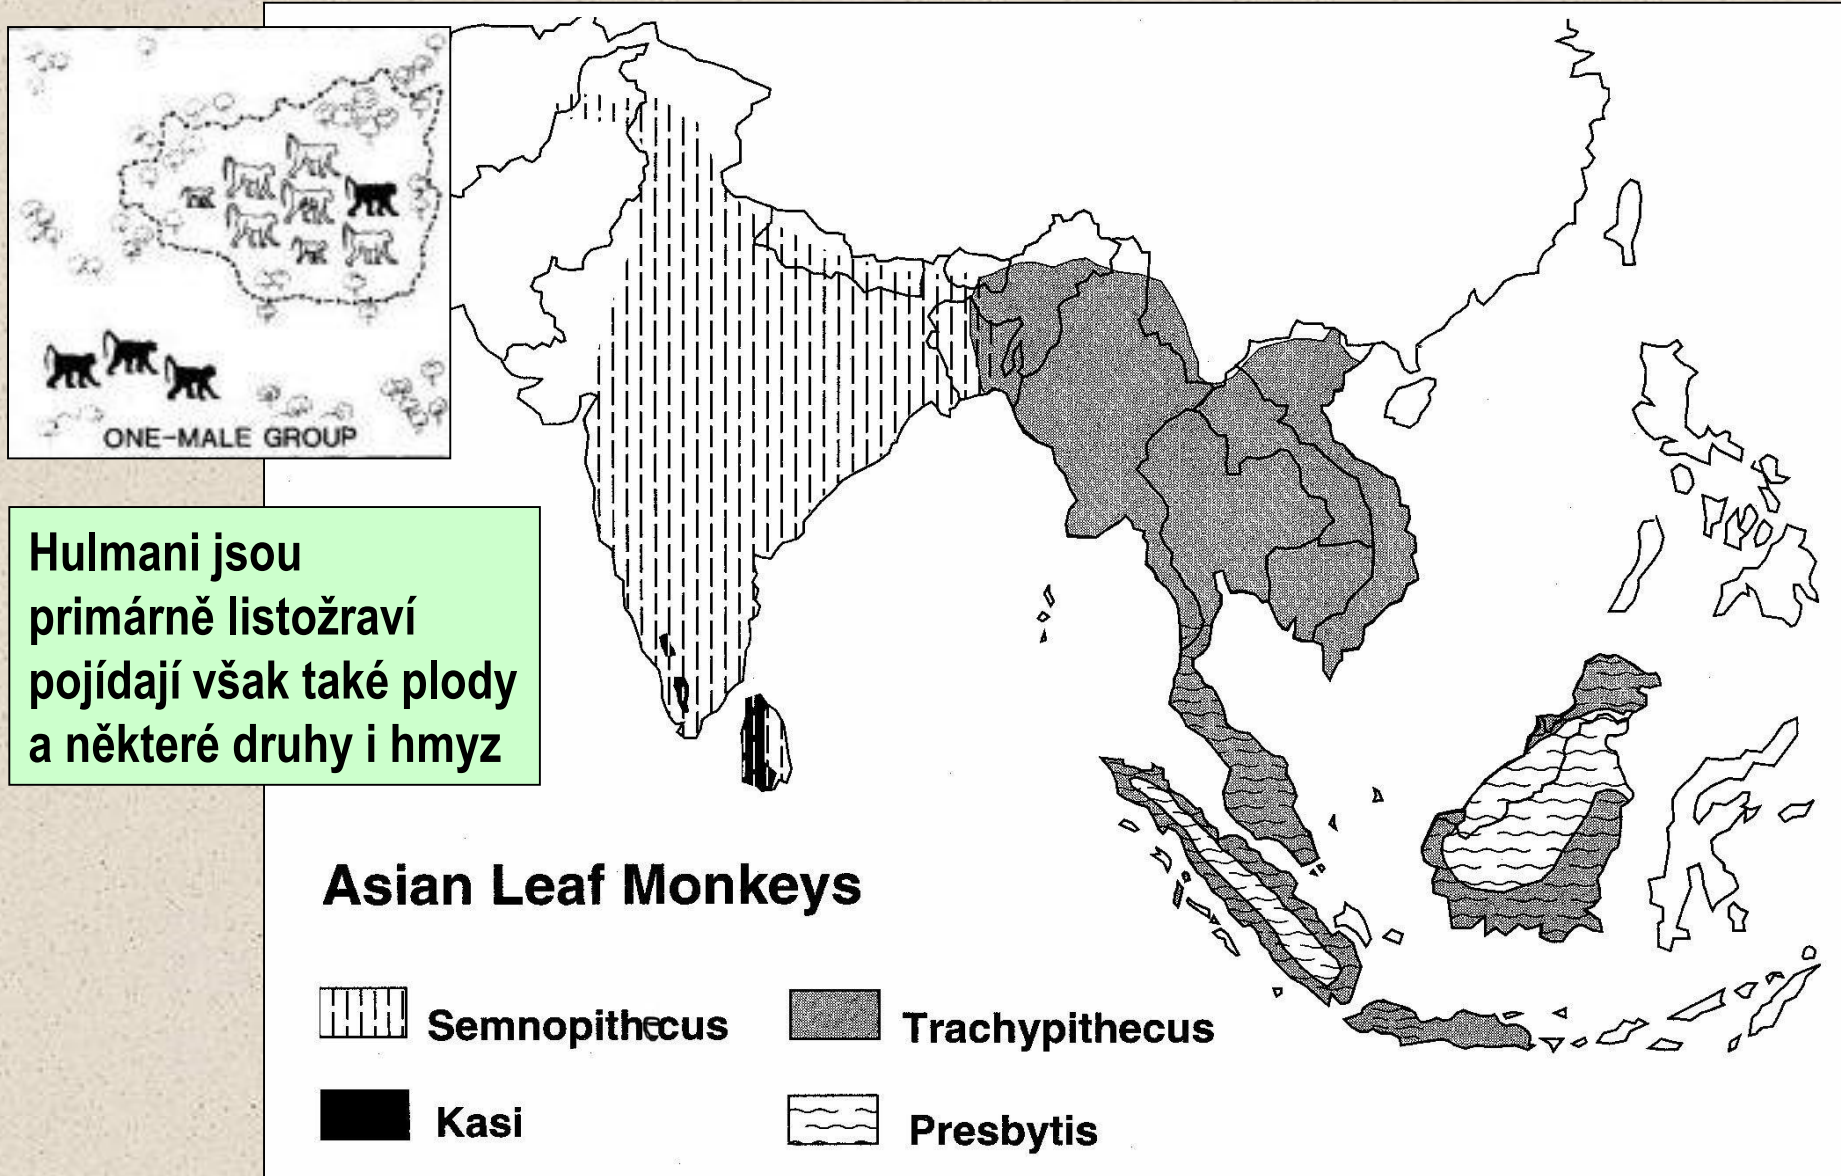 ONE-MALE GROUP
Hulmani jsou
primárně listožraví
pojídají však také plody
a některé druhy i hmyz
Asian Leaf Monkeys
Semnopithecus
Trachypithecus
Kasi
Presbytis